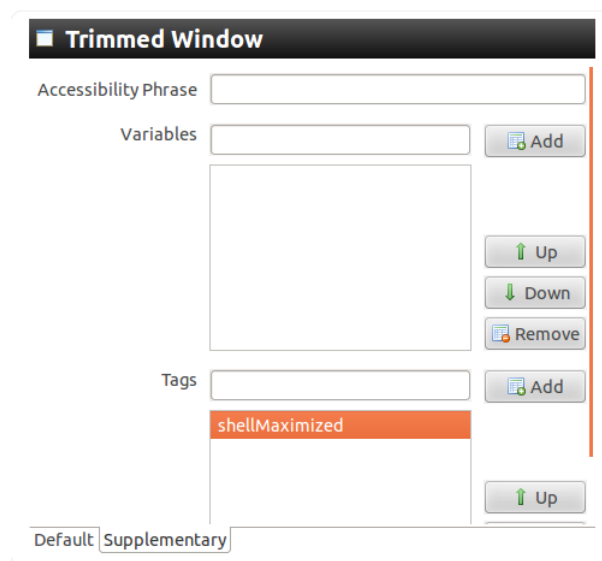 Trimmed Window
Accessibility Phrase
Variables Add
Up
Down
Remove
Tags Add
shellMaximized
Up
Default Supplementary